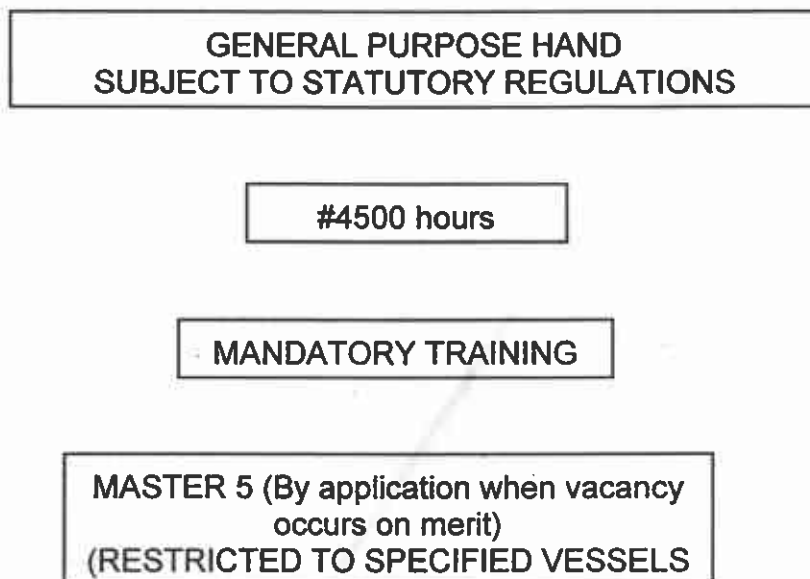 GENERAL PURPOSE HAND
SUBJECT TO STATUTORY REGULATIONS
#4500 hours
MANDATORY TRAINING
MASTER 5 (By application when vacancy
occurs on merit)
(RESTRICTED TO SPECIFIED VESSELS